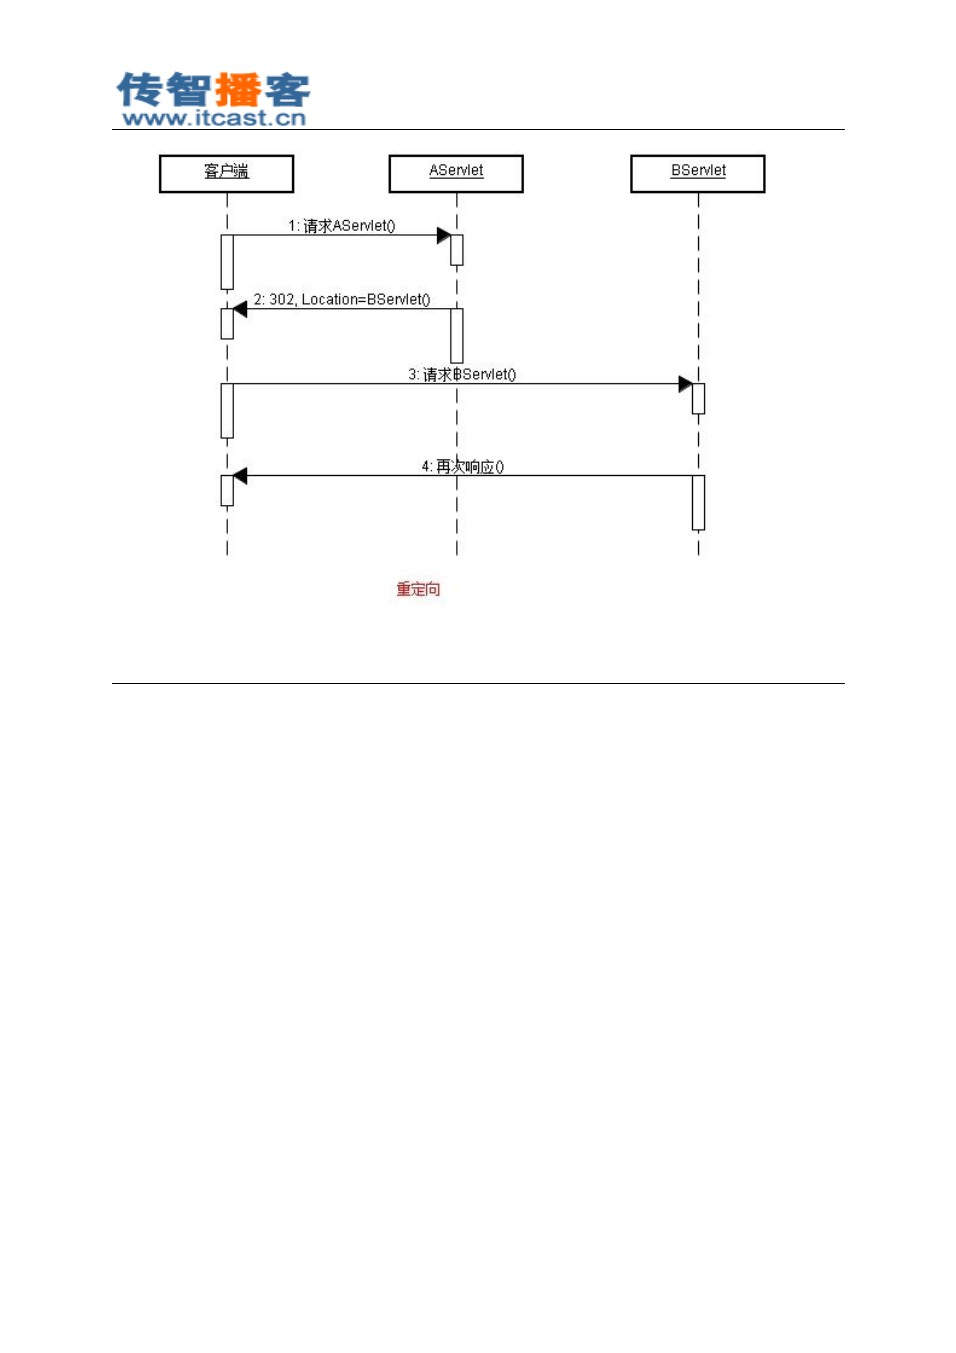 传智播客
www.itcast.cn
客户端
AServlet
BServlet
1: 请求AServlet()
2: 302, Location=BServlet()
3: 请求BServlet()
4: 再次响应()
重定向